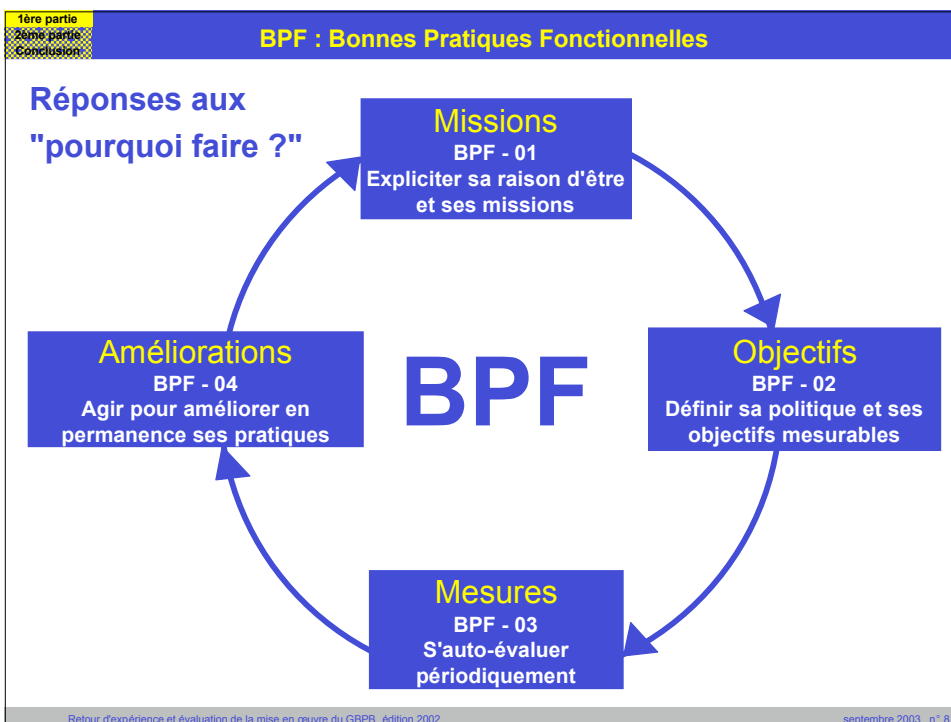 1ère partie
2ème partie
Conclusion
BPF : Bonnes Pratiques Fonctionnelles
Réponses aux
"pourquoi faire ?"
Missions
BPF - 01
Expliciter sa raison d'être
et ses missions
Améliorations
BPF - 04
Agir pour améliorer en
permanence ses pratiques
BPF
Objectifs
BPF - 02
Définir sa politique et ses
objectifs mesurables
Mesures
BPF - 03
S'auto-évaluer
périodiquement
Retour d'expérience et évaluation de la mise en œuvre du GBPB, édition 2002
septembre 2003, n° 8